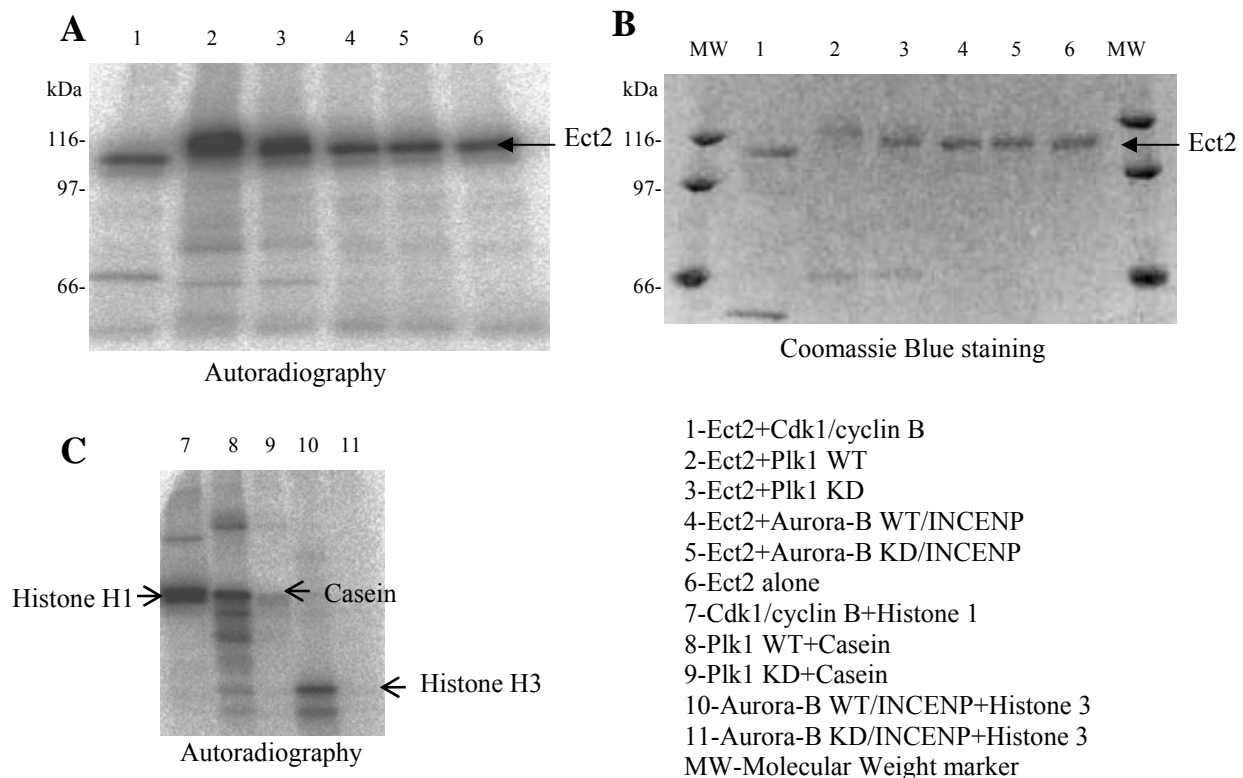 A
1 2 3 4 5 6
kDa
116-
97-
66-
Ect2
Autoradiography
B
MW 1 2 3 4 5 6 MW
kDa
116-
97-
66-
Ect2
Coomassie Blue staining
C
7 8 9 10 11
Histone H1
Casein
Histone H3
Autoradiography
1-Ect2+Cdk1/cyclin B
2-Ect2+Plk1 WT
3-Ect2+Plk1 KD
4-Ect2+Aurora-B WT/INCENP
5-Ect2+Aurora-B KD/INCENP
6-Ect2 alone
7-Cdk1/cyclin B+Histone 1
8-Plk1 WT+Casein
9-Plk1 KD+Casein
10-Aurora-B WT/INCENP+Histone 3
11-Aurora-B KD/INCENP+Histone 3
MW-Molecular Weight marker